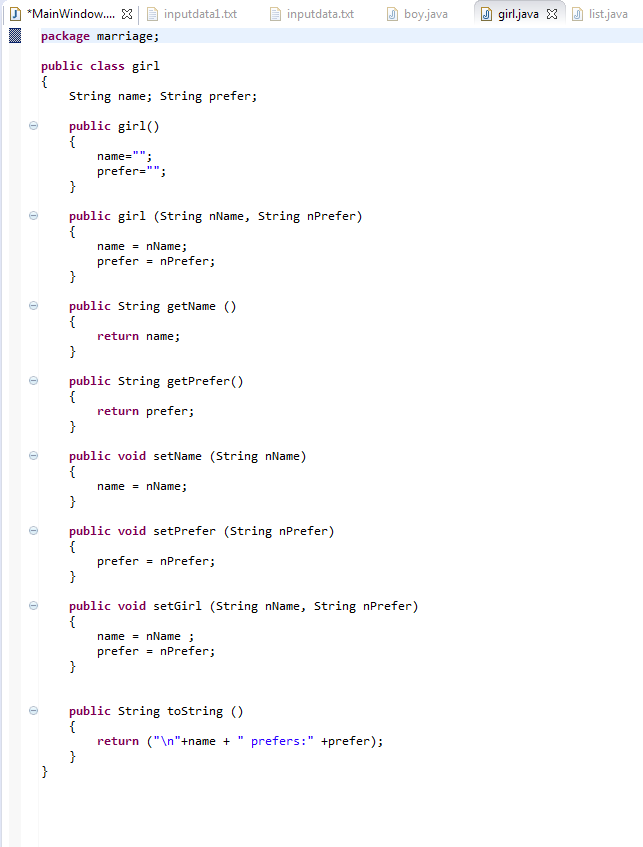 *MainWindow.... inputdata1.txt inputdata.txt boy.java girl.java list.java
package marriage;
public class girl
{
String name; String prefer;
public girl()
{
name="";
prefer="";
}
public girl (String nName, String nPrefer)
{
name = nName;
prefer = nPrefer;
}
public String getName ()
{
return name;
}
public String getPrefer()
{
return prefer;
}
public void setName (String nName)
{
name = nName;
}
public void setPrefer (String nPrefer)
{
prefer = nPrefer;
}
public void setGirl (String nName, String nPrefer)
{
name = nName ;
prefer = nPrefer;
}
public String toString ()
{
return ("\n"+name + " prefers:" +prefer);
}
}